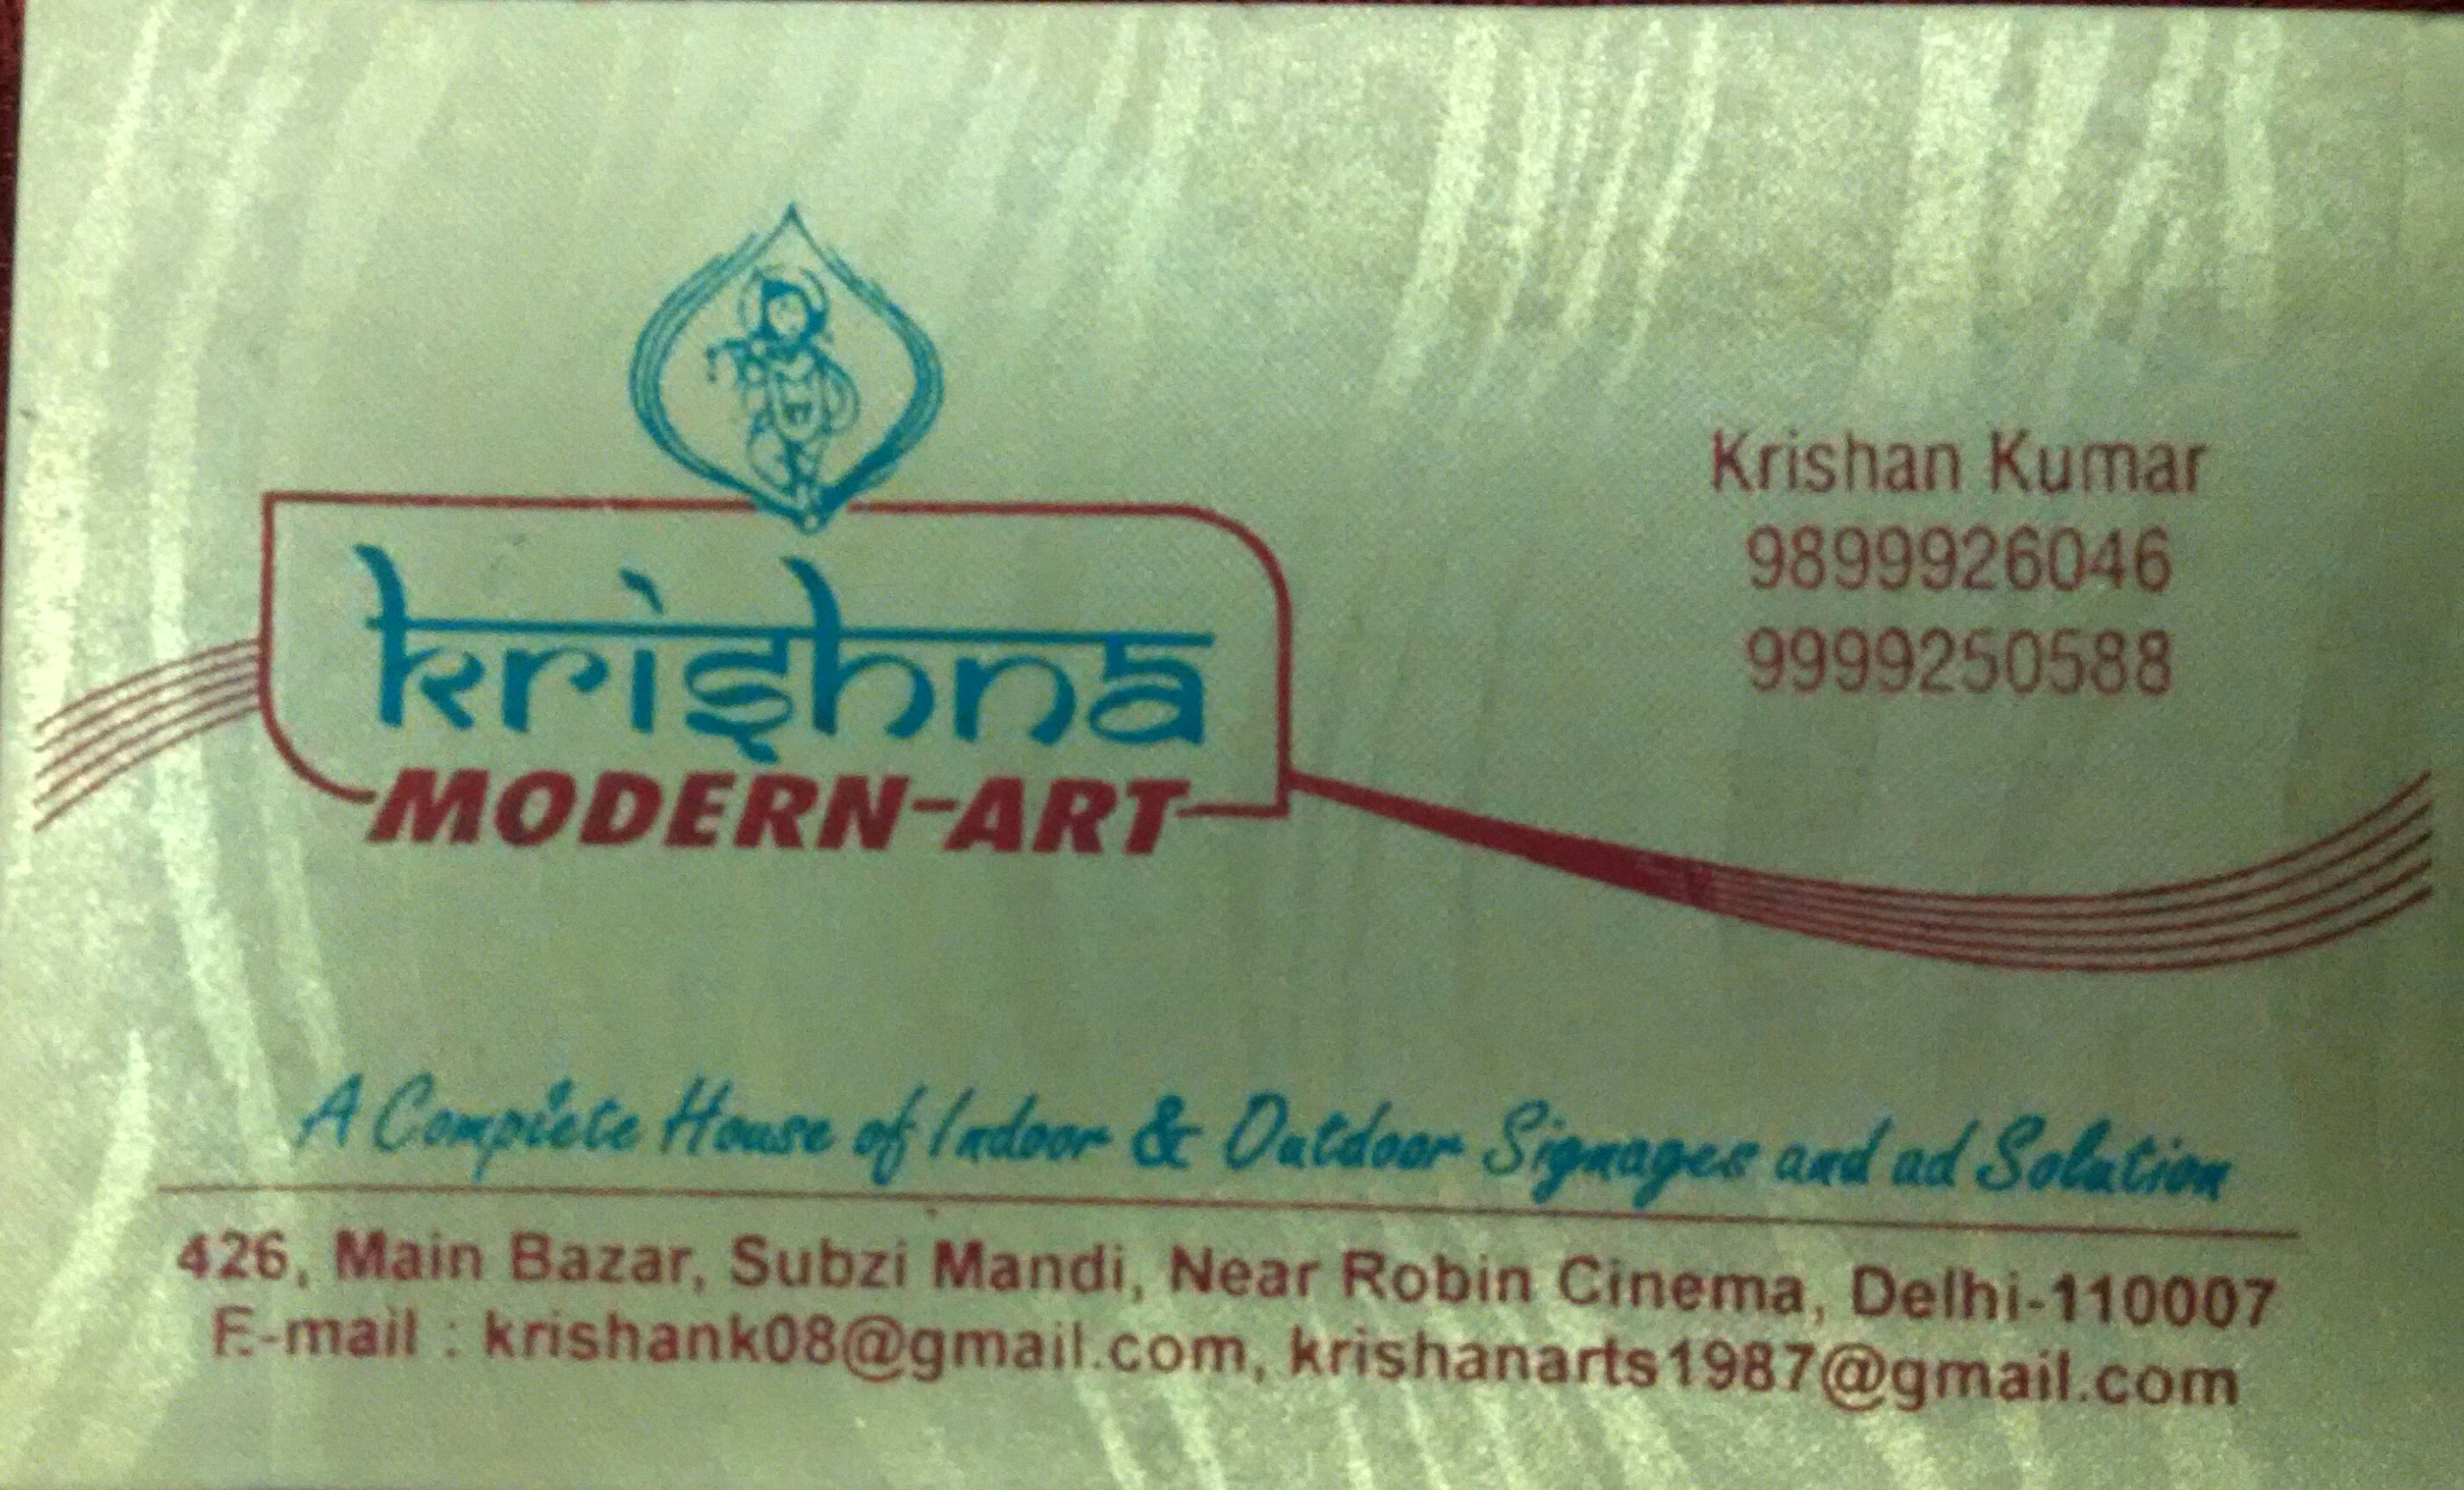 krishna
MODERN-ART
Krishan Kumar
9899926046
9999250588
A Complete House of Indoor & Outdoor Signages and ad Solution
426, Main Bazar, Subzi Mandi, Near Robin Cinema, Delhi-110007
E-mail : krishank08@gmail.com, krishanarts1987@gmail.com